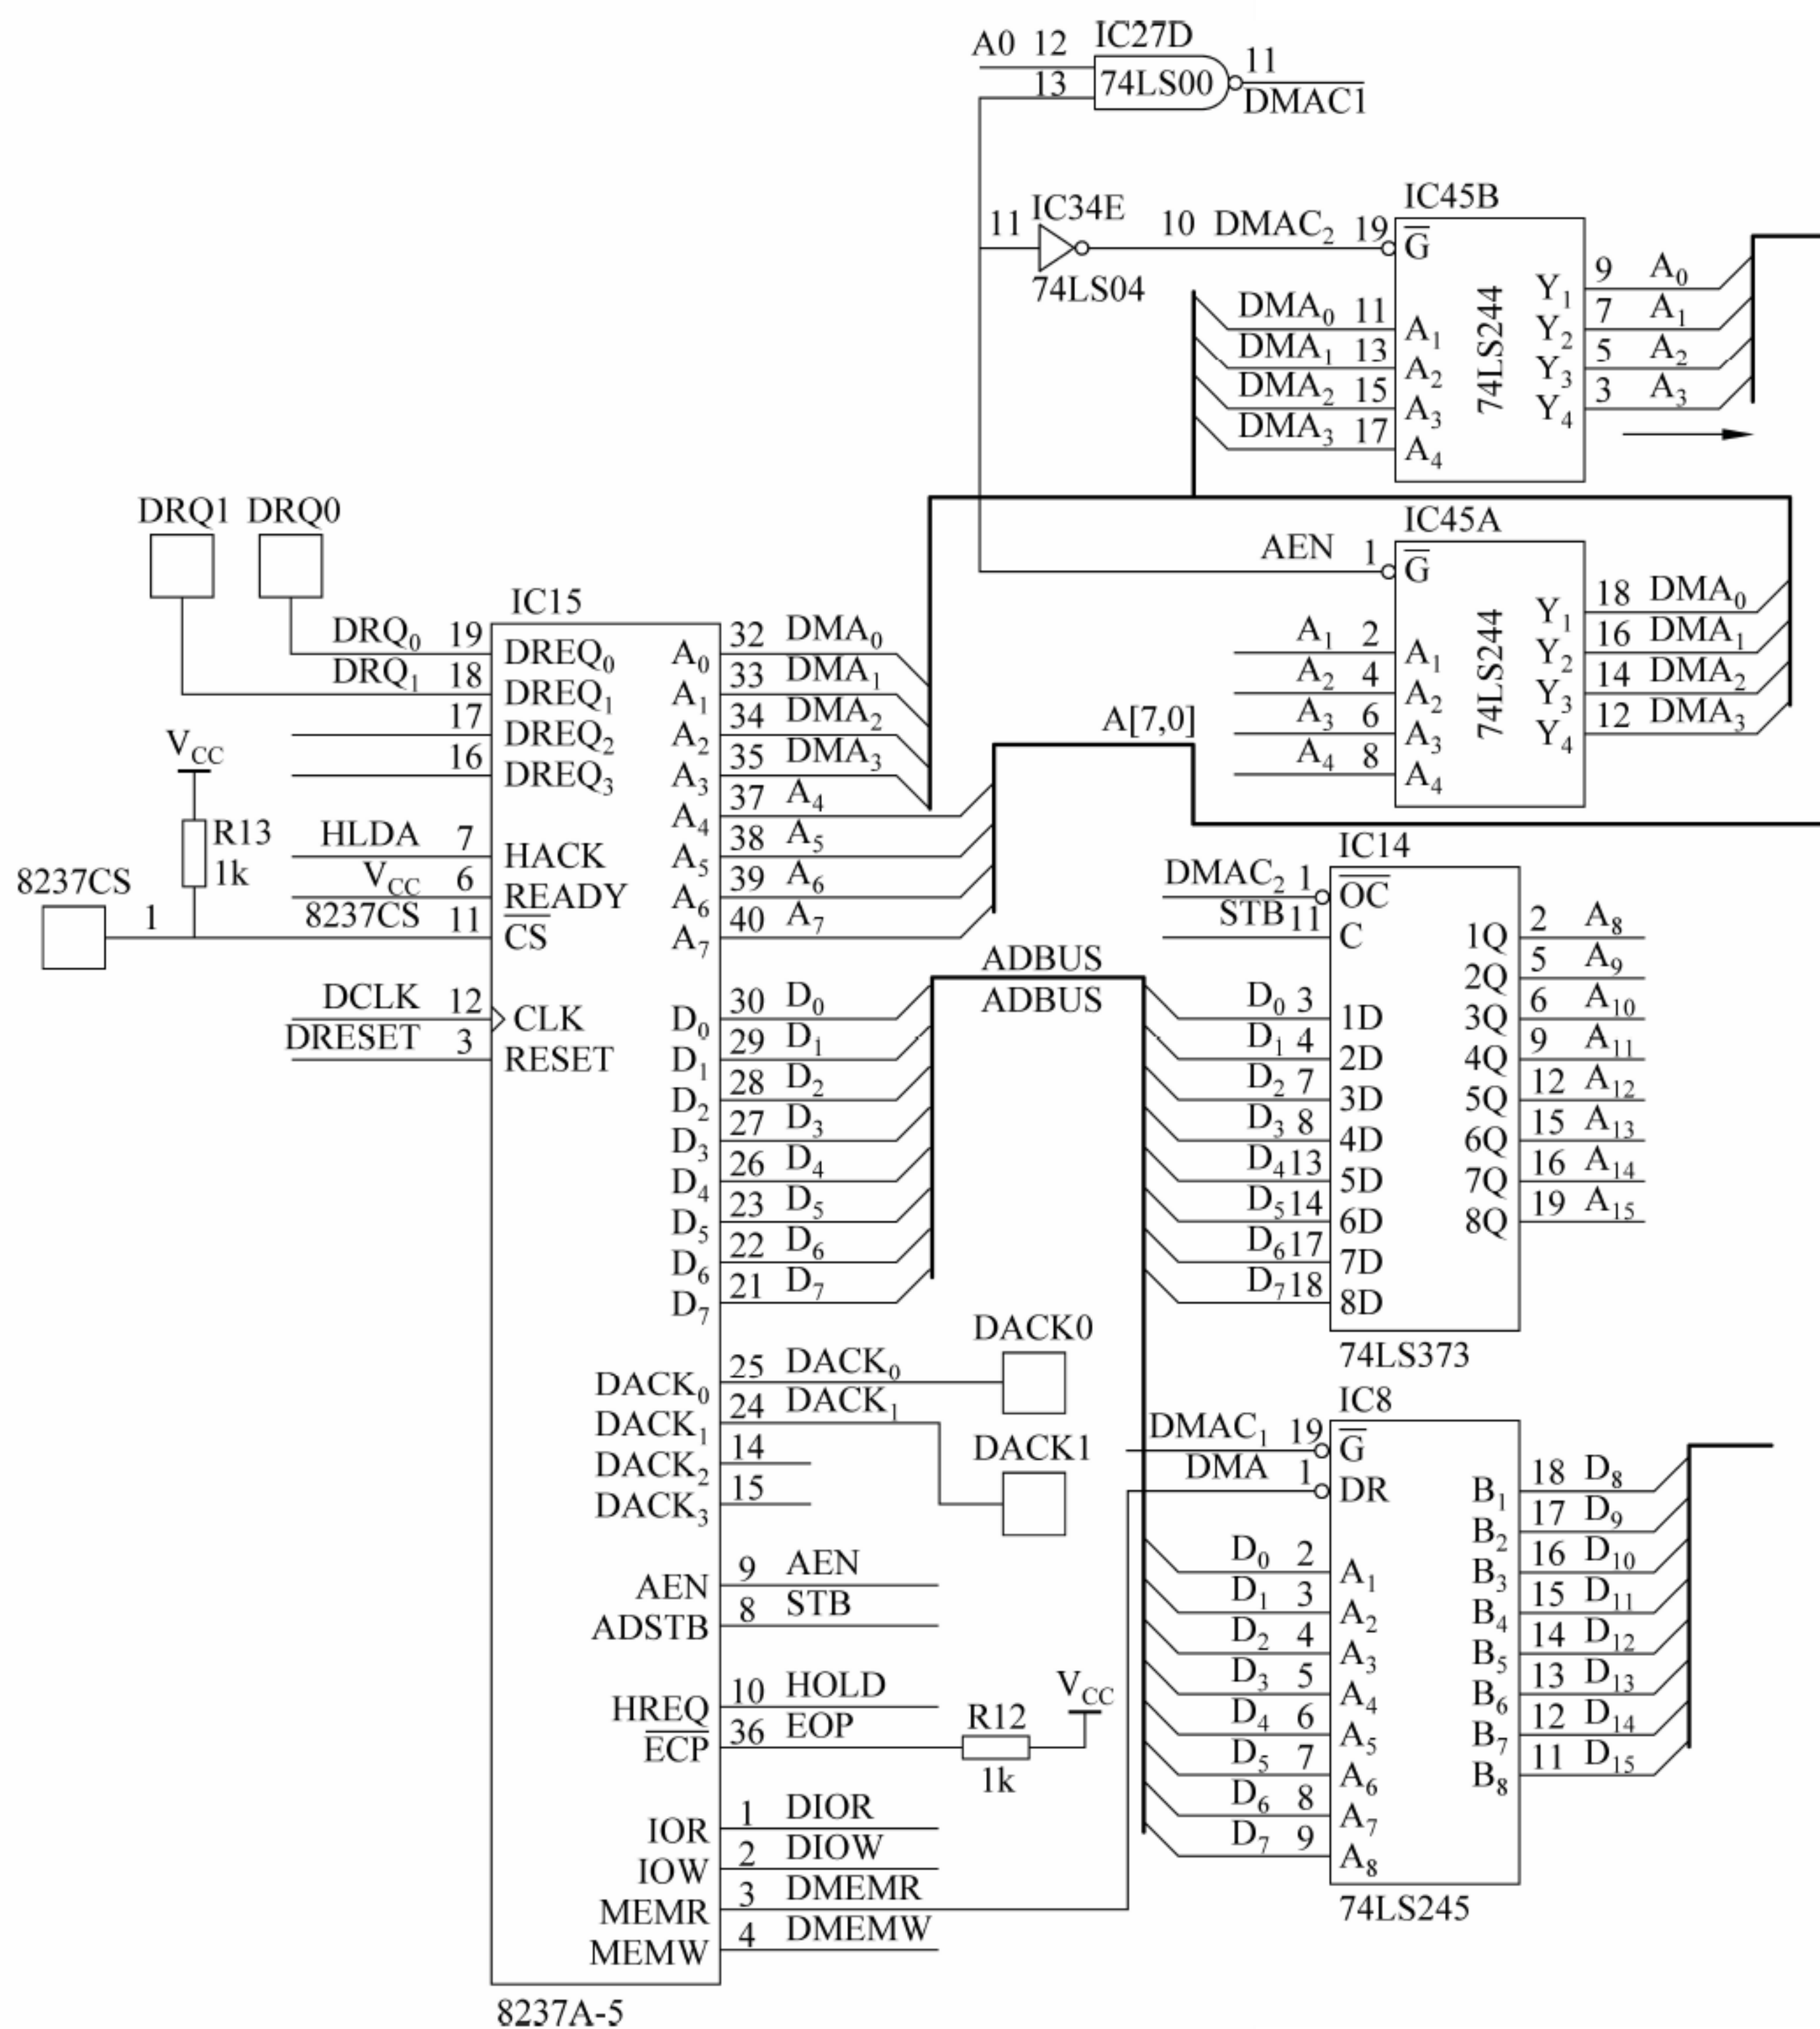 A0 12 IC27D
13 74LS00 11
DMAC1
IC34E
11 10 DMAC2
74LS04
IC45B
19 G
DMA0 11 A1 Y1 9 A0
DMA1 13 A2 Y2 7 A1
DMA2 15 A3 Y3 5 A2
DMA3 17 A4 Y4 3 A3
74LS244
IC45A
AEN 1 G
A1 2 A1 Y1 18 DMA0
A2 4 A2 Y2 16 DMA1
A3 6 A3 Y3 14 DMA2
A4 8 A4 Y4 12 DMA3
74LS244
DRQ1 DRQ0
IC15
DRQ0 19 DREQ0 A0 32 DMA0
DRQ1 18 DREQ1 A1 33 DMA1
17 DREQ2 A2 34 DMA2
16 DREQ3 A3 35 DMA3
A4 37 A4
HLDA 7 HACK A5 38 A5
VCC 6 READY A6 39 A6
8237CS 11 CS A7 40 A7
VCC
R13
1k
8237CS
1
A[7,0]
DCLK 12 CLK D0 30 D0
DRESET 3 RESET D1 29 D1
D2 28 D2
D3 27 D3
D4 26 D4
D5 23 D5
D6 22 D6
D7 21 D7
ADBUS
ADBUS
IC14
DMAC2 1 OC
STB 11 C 1Q 2 A8
2Q 5 A9
D0 3 1D 3Q 6 A10
D1 4 2D 4Q 9 A11
D2 7 3D 5Q 12 A12
D3 8 4D 6Q 15 A13
D4 13 5D 7Q 16 A14
D5 14 6D 8Q 19 A15
D6 17 7D
D7 18 8D
74LS373
DACK0 25 DACK0 DACK0
DACK1 24 DACK1 DACK1
DACK2 14
DACK3 15
AEN 9 AEN
ADSTB 8 STB
HREQ 10 HOLD
ECP 36 EOP
R12
1k
VCC
IOR 1 DIOR
IOW 2 DIOW
MEMR 3 DMEMR
MEMW 4 DMEMW
8237A-5
IC8
DMAC1 19 G
DMA 1 DR B1 18 D8
B2 17 D9
D0 2 A1 B3 16 D10
D1 3 A2 B4 15 D11
D2 4 A3 B5 14 D12
D3 5 A4 B6 13 D13
D4 6 A5 B7 12 D14
D5 7 A6 B8 11 D15
D6 8 A7
D7 9 A8
74LS245